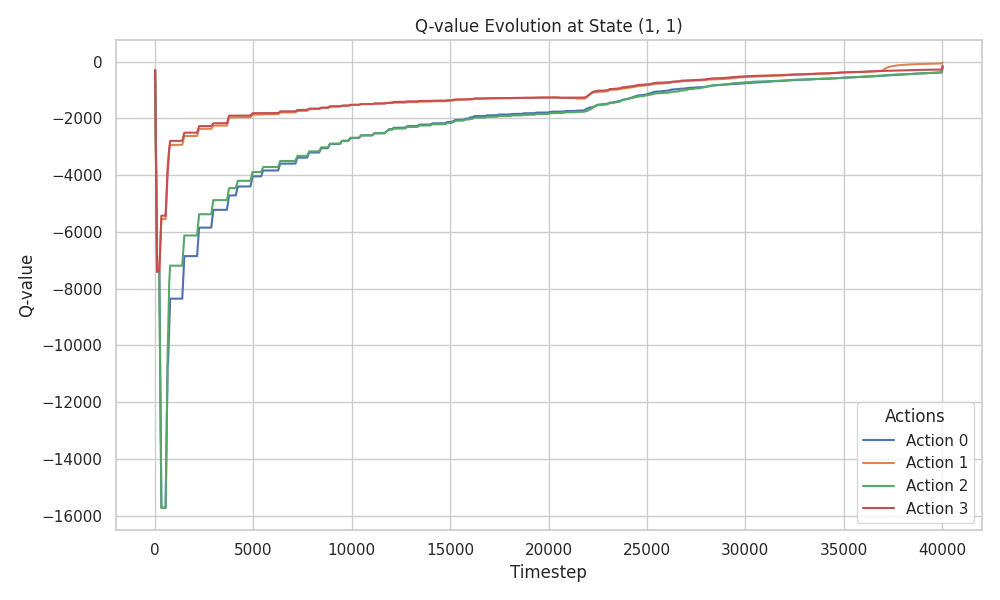 Q-value Evolution at State (1, 1)
Q-value
0
−2000
−4000
−6000
−8000
−10000
−12000
−14000
−16000
0
5000
10000
15000
20000
25000
30000
35000
40000
Timestep
Actions
Action 0
Action 1
Action 2
Action 3